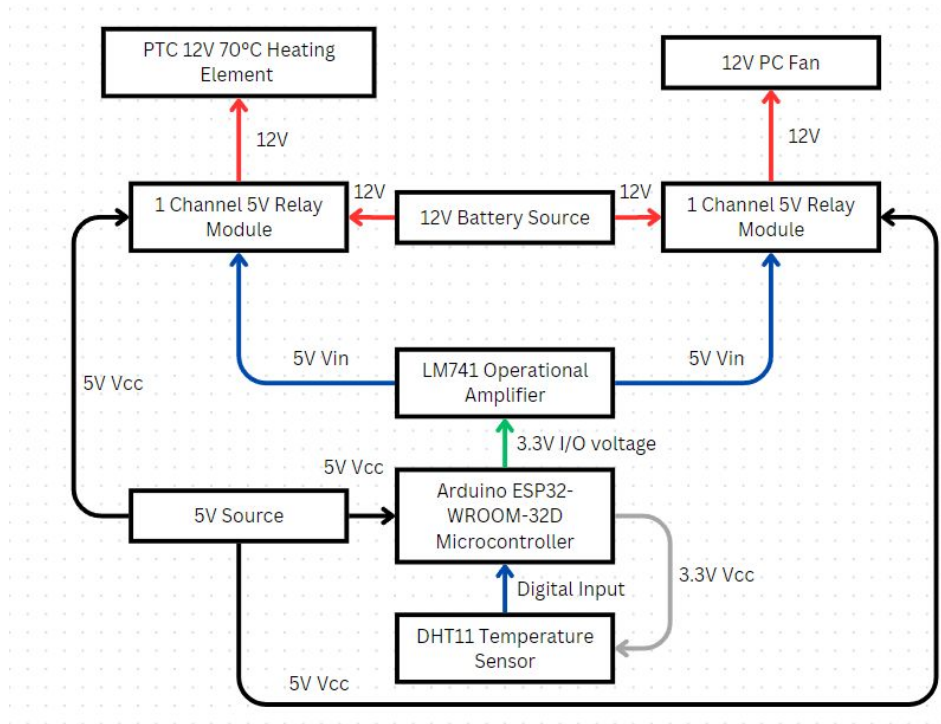 PTC 12V 70°C Heating
Element
12V PC Fan
12V
12V
1 Channel 5V Relay
Module
12V
12V Battery Source
12V
1 Channel 5V Relay
Module
5V Vin
LM741 Operational
Amplifier
5V Vin
5V Vcc
3.3V I/O voltage
5V Vcc
5V Source
Arduino ESP32-
WROOM-32D
Microcontroller
3.3V Vcc
Digital Input
DHT11 Temperature
Sensor
5V Vcc